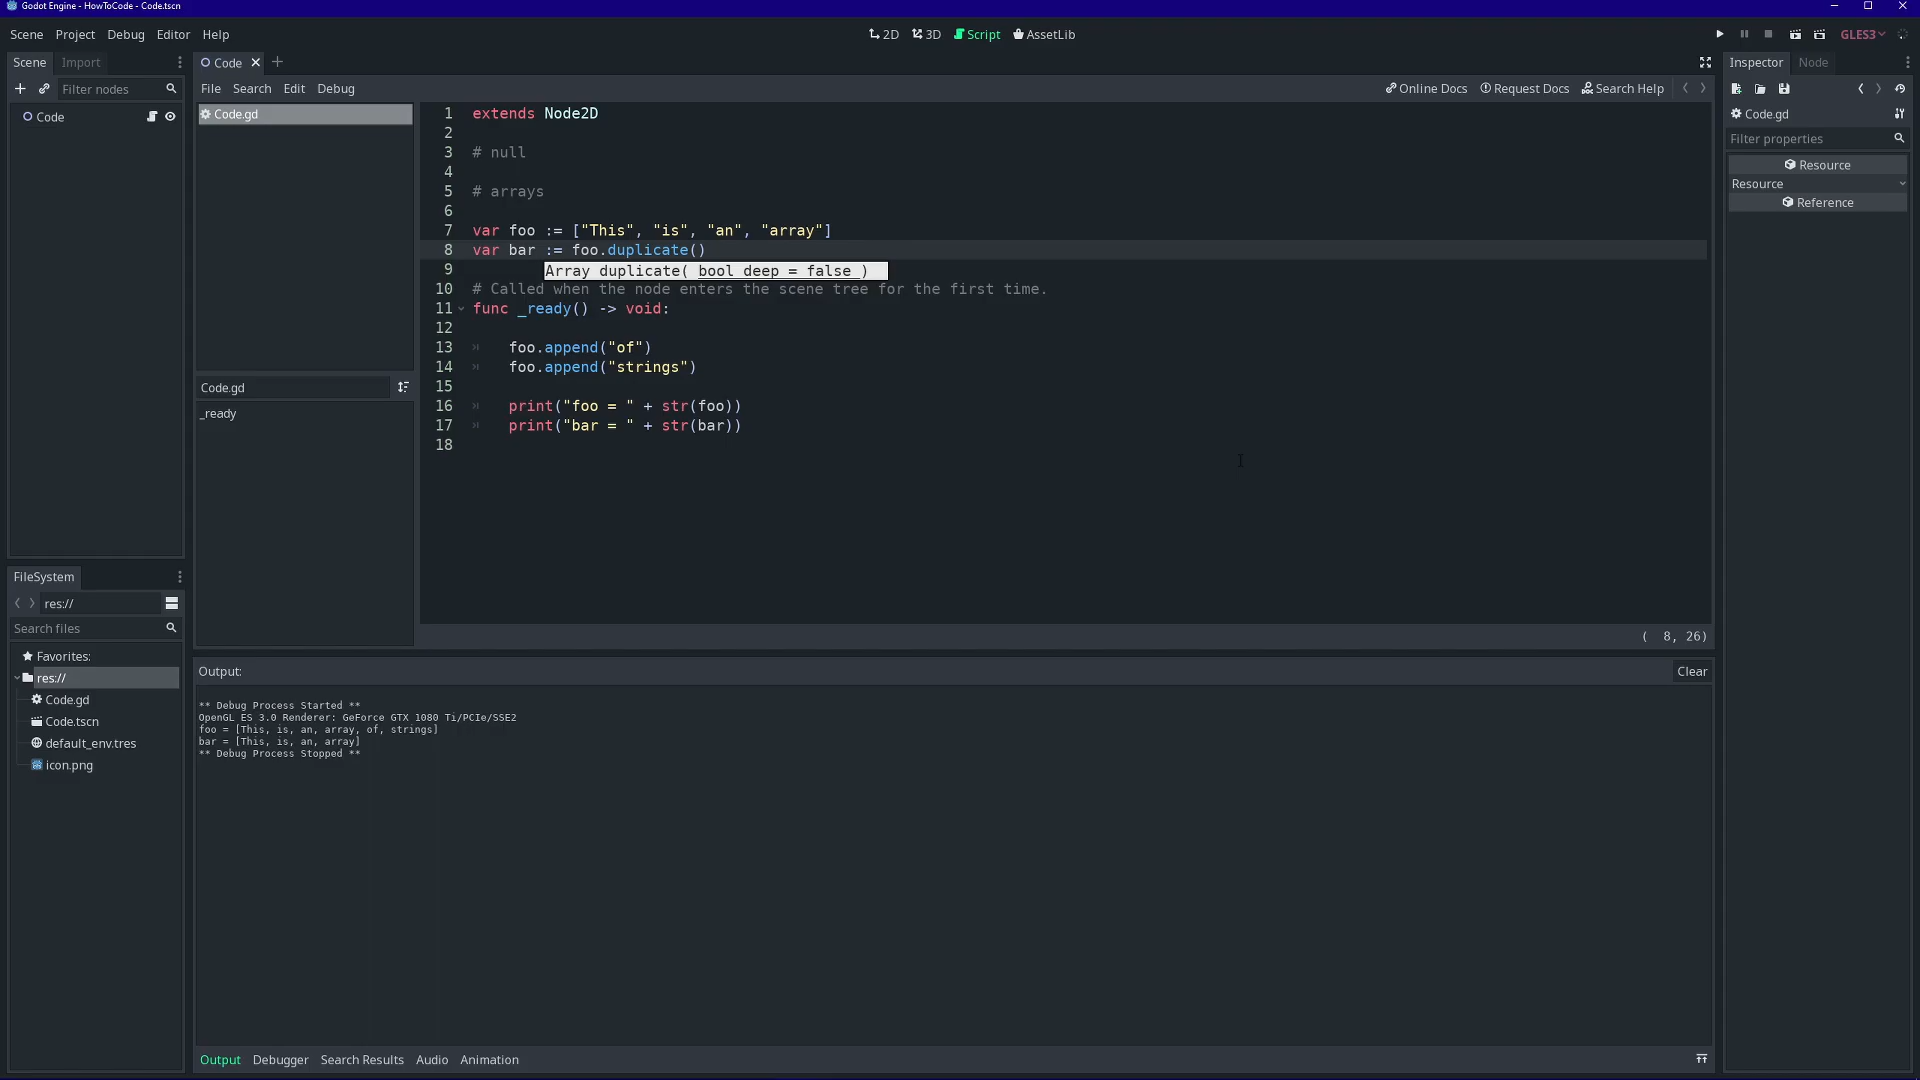 Godot Engine - HowToCode - Code.tscn
Scene Project Debug Editor Help
2D 3D Script AssetLib
GLES3
Scene Import
Code
Inspector Node
Filter nodes
File Search Edit Debug
Online Docs Request Docs Search Help
Code
Code.gd
Code.gd
Filter properties
Resource
Resource
Reference
1 extends Node2D
2
3 # null
4
5 # arrays
6
7 var foo := ["This", "is", "an", "array"]
8 var bar := foo.duplicate()
9 Array duplicate( bool deep = false )
10 # Called when the node enters the scene tree for the first time.
11 func _ready() -> void:
12
13 foo.append("of")
14 foo.append("strings")
15
16 print("foo = " + str(foo))
17 print("bar = " + str(bar))
18
Code.gd
_ready
( 8, 26)
FileSystem
res://
Search files
Favorites:
res://
Code.gd
Code.tscn
default_env.tres
icon.png
Output:
Clear
** Debug Process Started **
OpenGL ES 3.0 Renderer: GeForce GTX 1080 Ti/PCIe/SSE2
foo = [This, is, an, array, of, strings]
bar = [This, is, an, array]
** Debug Process Stopped **
Output Debugger Search Results Audio Animation